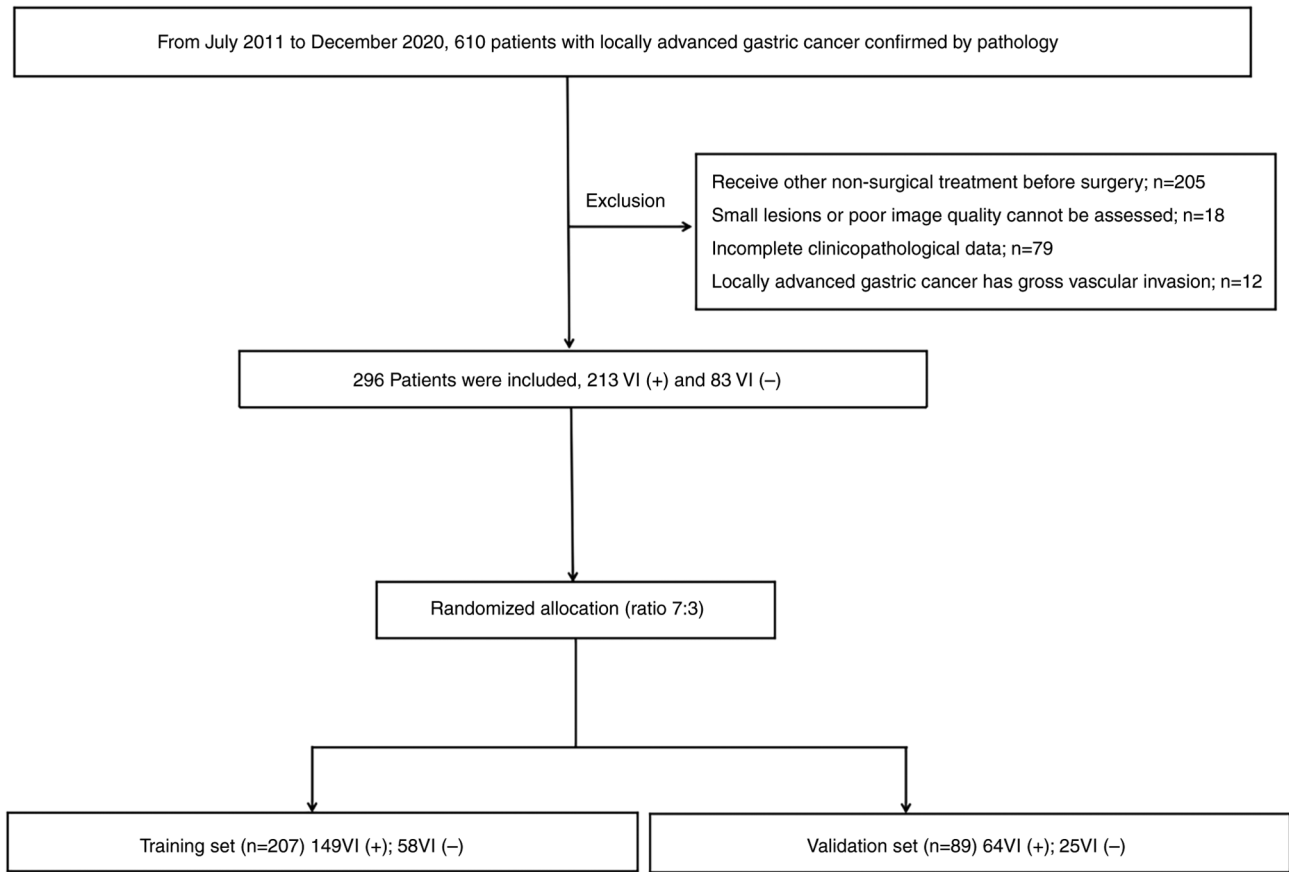 From July 2011 to December 2020, 610 patients with locally advanced gastric cancer confirmed by pathology
Exclusion
Receive other non-surgical treatment before surgery; n=205
Small lesions or poor image quality cannot be assessed; n=18
Incomplete clinicopathological data; n=79
Locally advanced gastric cancer has gross vascular invasion; n=12
296 Patients were included, 213 VI (+) and 83 VI (–)
Randomized allocation (ratio 7:3)
Training set (n=207) 149VI (+); 58VI (–)
Validation set (n=89) 64VI (+); 25VI (–)